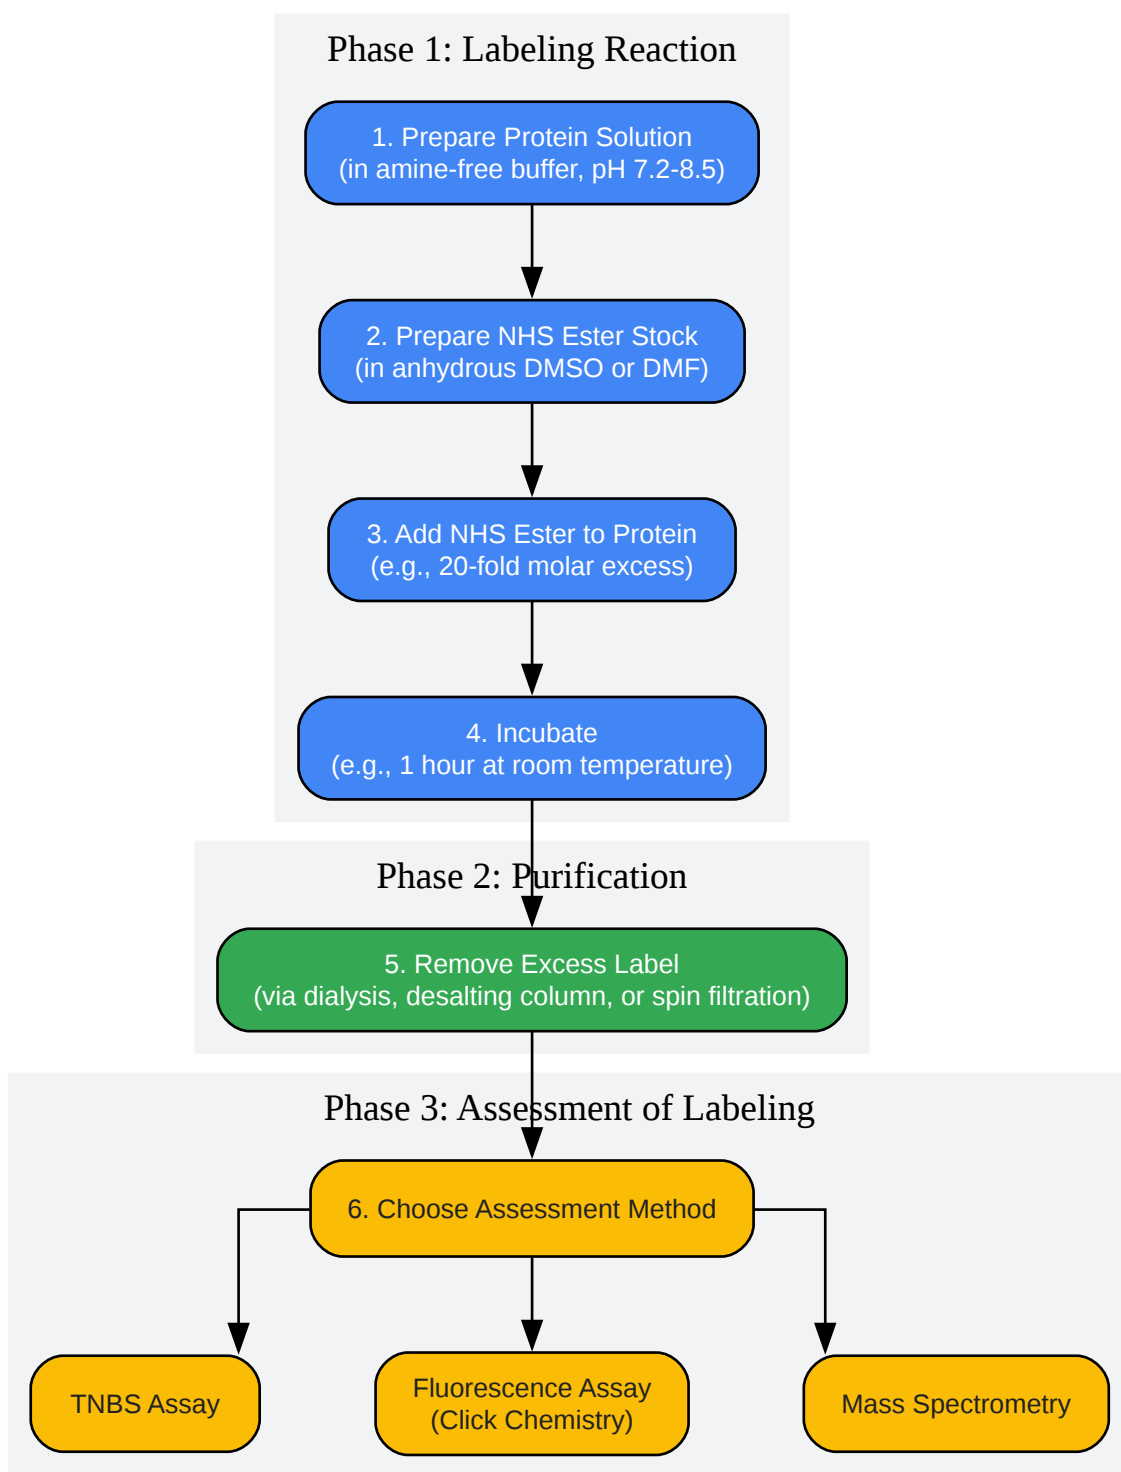 Phase 1: Labeling Reaction
1. Prepare Protein Solution
(in amine-free buffer, pH 7.2-8.5)
2. Prepare NHS Ester Stock
(in anhydrous DMSO or DMF)
3. Add NHS Ester to Protein
(e.g., 20-fold molar excess)
4. Incubate
(e.g., 1 hour at room temperature)
Phase 2: Purification
5. Remove Excess Label
(via dialysis, desalting column, or spin filtration)
Phase 3: Assessment of Labeling
6. Choose Assessment Method
TNBS Assay
Fluorescence Assay
(Click Chemistry)
Mass Spectrometry